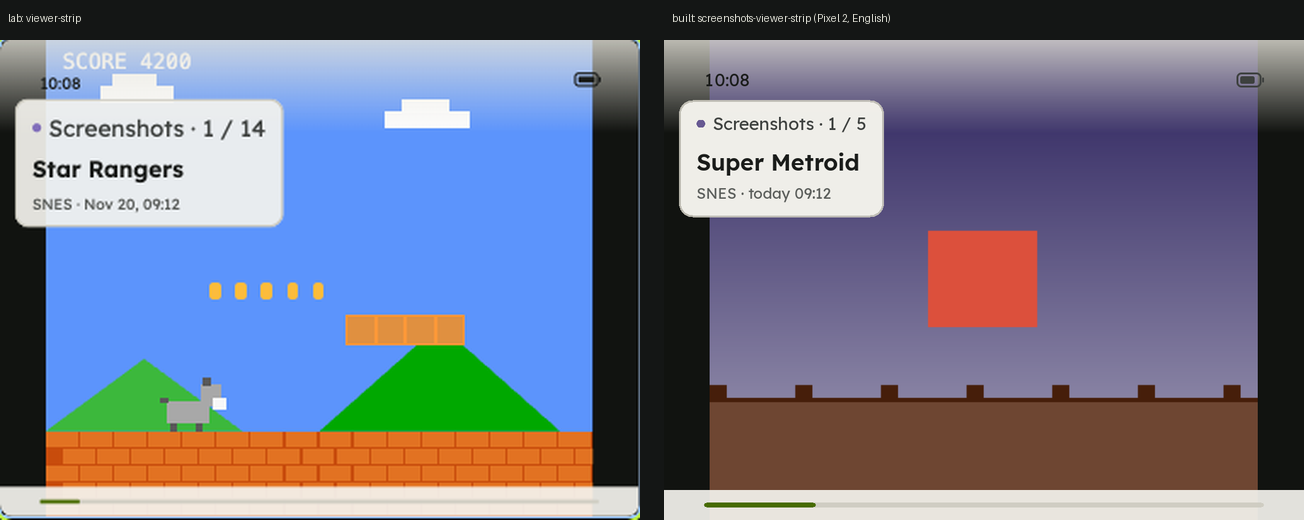 lab: viewer-strip
SCORE 4200
10:08
Screenshots · 1 / 14
Star Rangers
SNES · Nov 20, 09:12
built: screenshots-viewer-strip (Pixel 2, English)
10:08
Screenshots · 1 / 5
Super Metroid
SNES · today 09:12